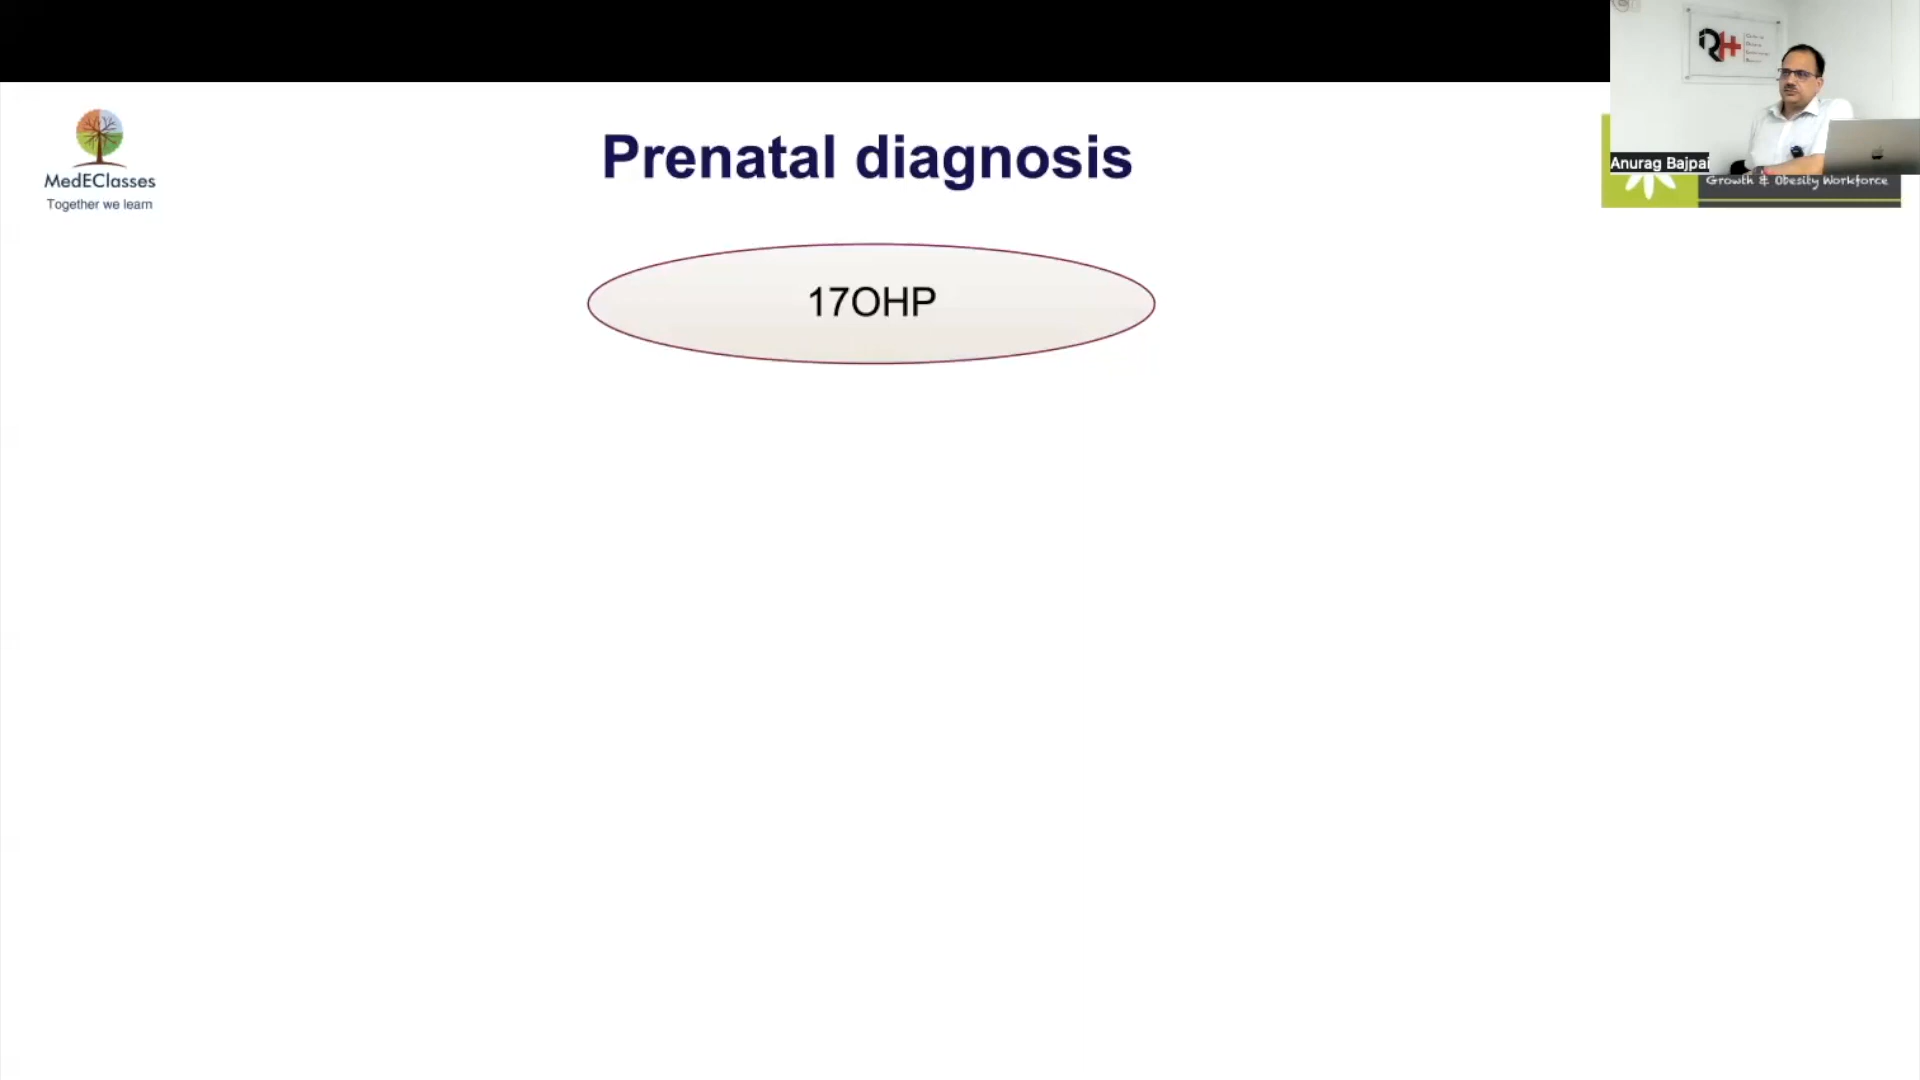 Prenatal diagnosis
MedEClasses
Together we learn
Anurag Bajpai
Growth & Obesity Workforce
17OHP